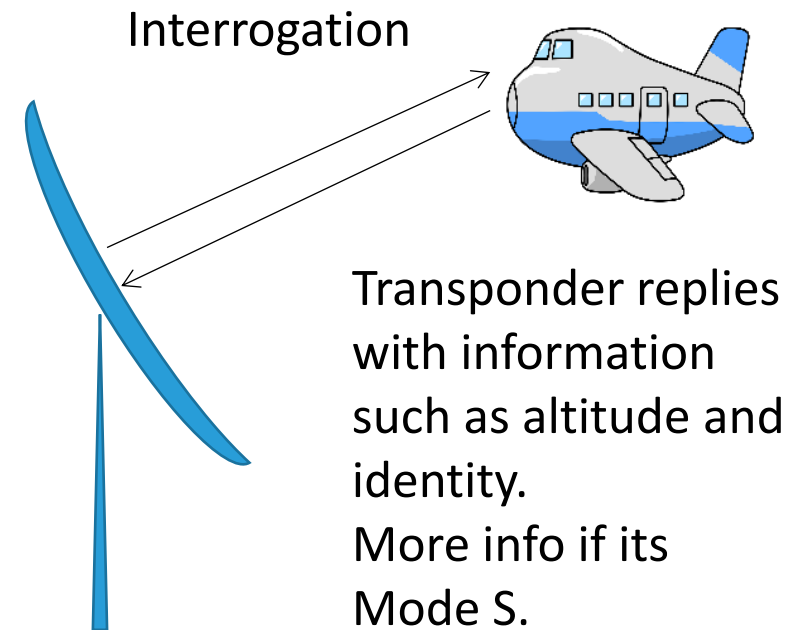 Interrogation
Transponder replies
with information
such as altitude and
identity.
More info if its
Mode S.